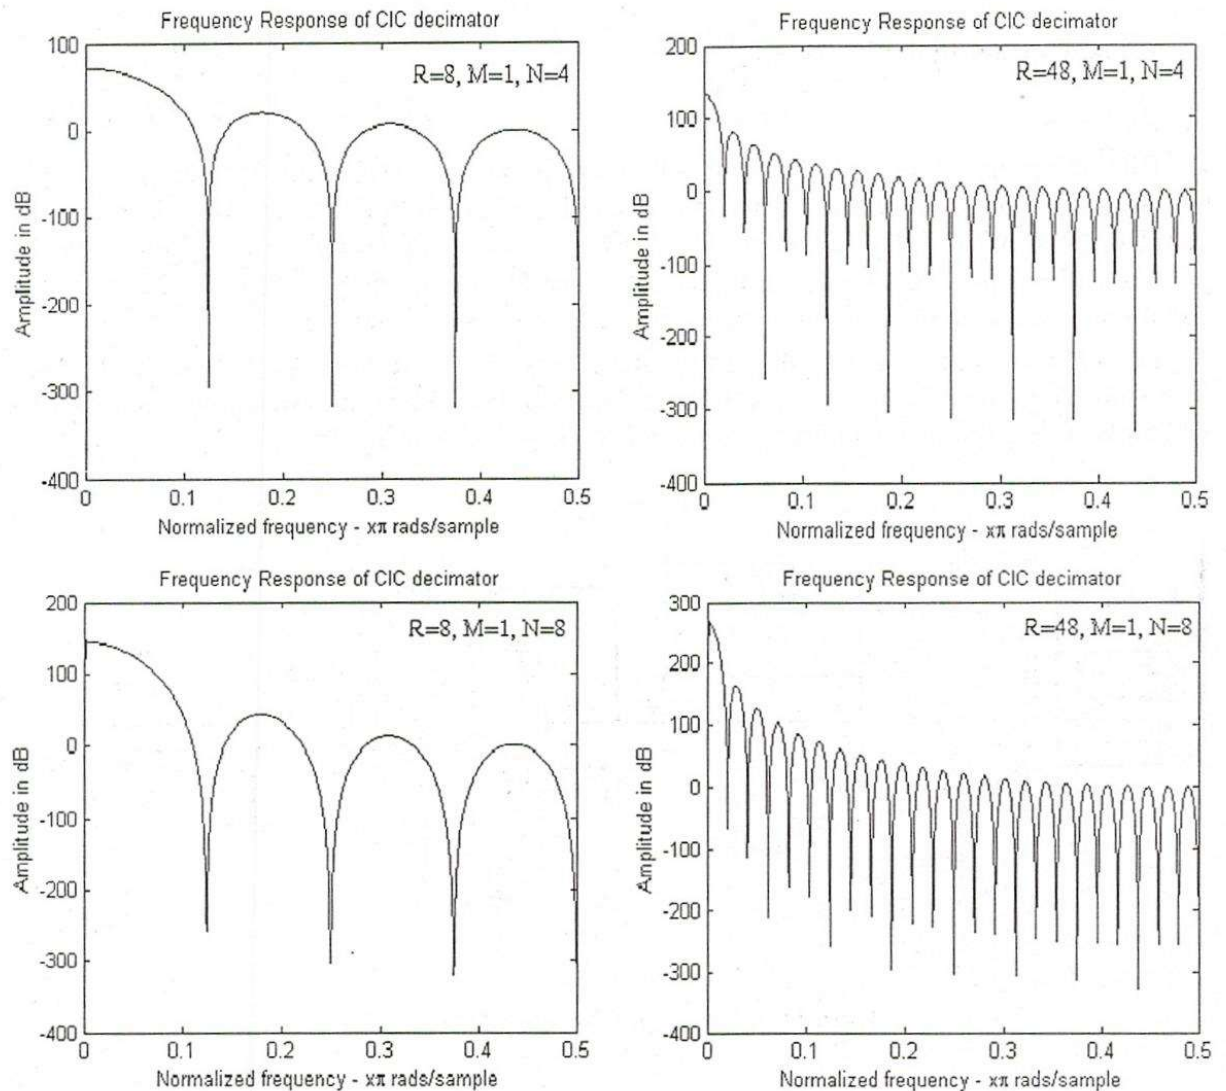 Frequency Response of CIC decimator
R=8, M=1, N=4
100
0
-100
-200
-300
-400
Amplitude in dB
0 0.1 0.2 0.3 0.4 0.5
Normalized frequency - xπ rads/sample
Frequency Response of CIC decimator
R=48, M=1, N=4
200
100
0
-100
-200
-300
-400
Amplitude in dB
0 0.1 0.2 0.3 0.4 0.5
Normalized frequency - xπ rads/sample
Frequency Response of CIC decimator
R=8, M=1, N=8
200
100
0
-100
-200
-300
-400
Amplitude in dB
0 0.1 0.2 0.3 0.4 0.5
Normalized frequency - xπ rads/sample
Frequency Response of CIC decimator
R=48, M=1, N=8
300
200
100
0
-100
-200
-300
-400
Amplitude in dB
0 0.1 0.2 0.3 0.4 0.5
Normalized frequency - xπ rads/sample